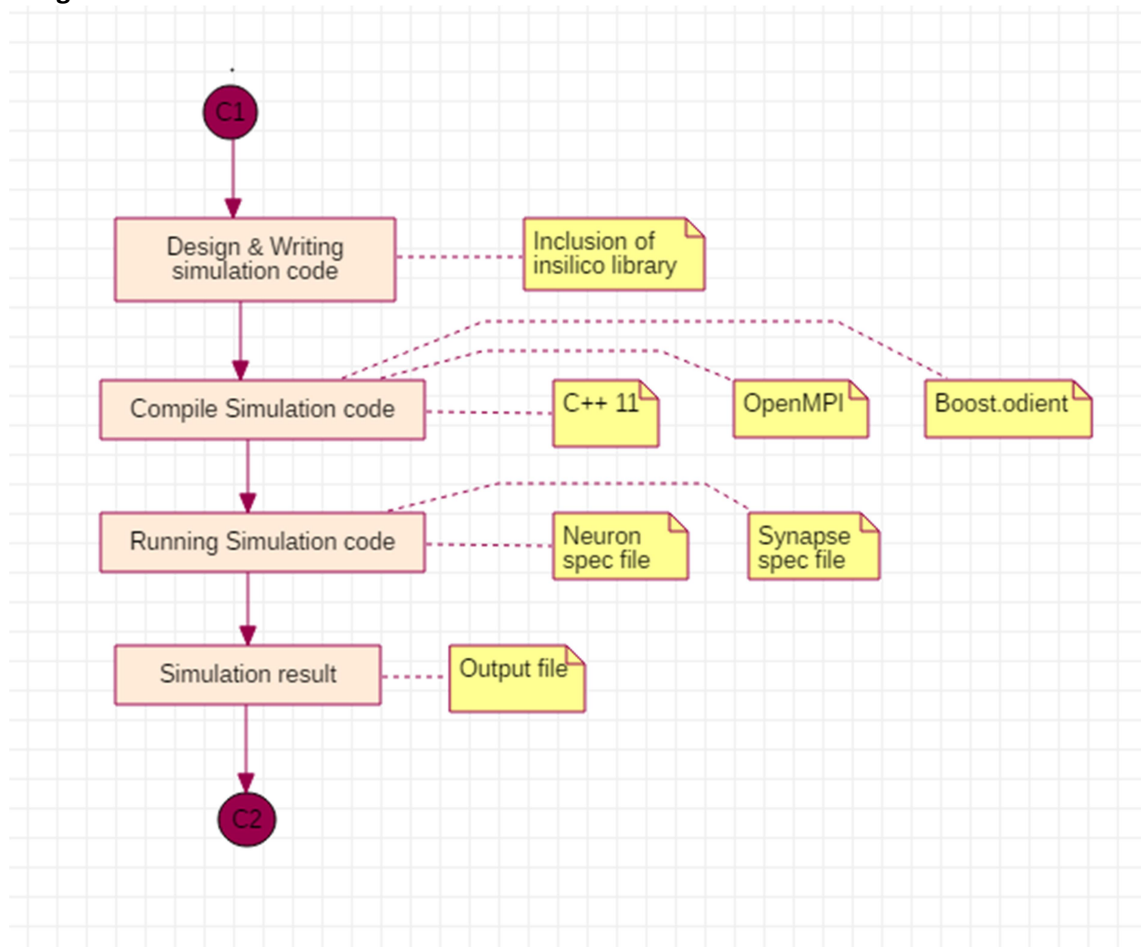 C1
Design & Writing
simulation code
Inclusion of
insilico library
Compile Simulation code
C++ 11
OpenMPI
Boost.odient
Running Simulation code
Neuron
spec file
Synapse
spec file
Simulation result
Output file
C2